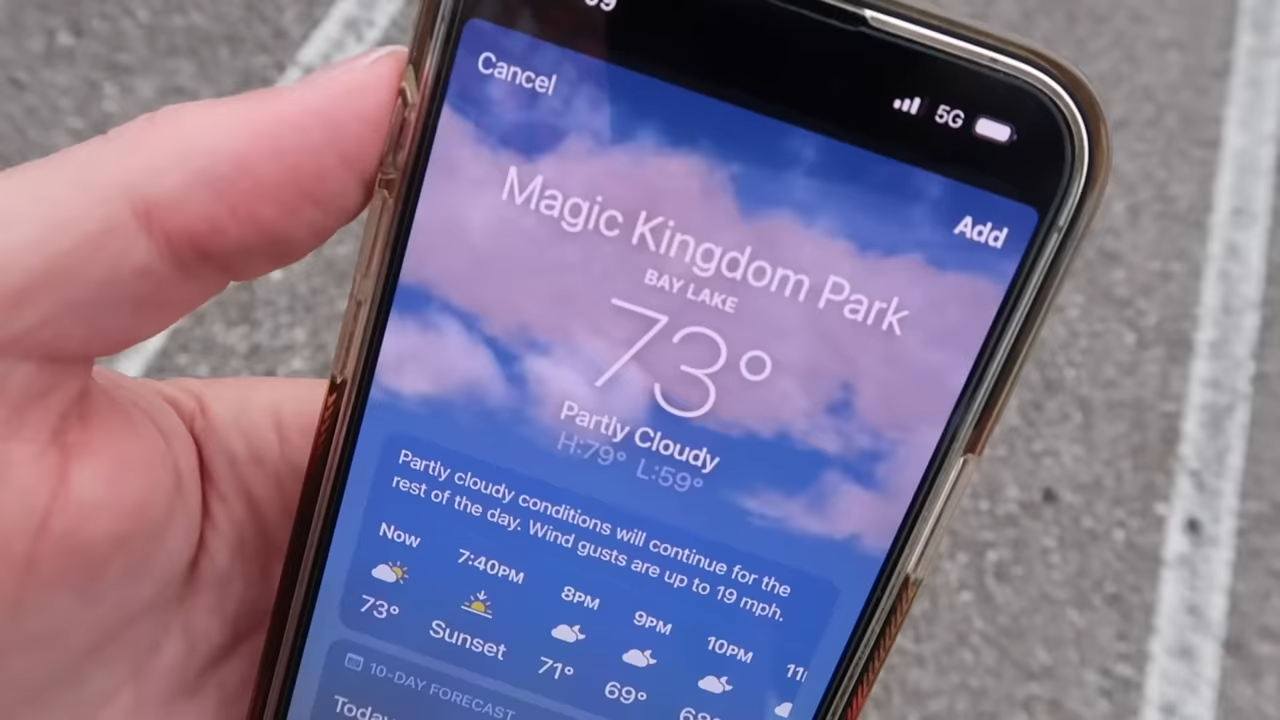 5G
Cancel
Add
Magic Kingdom Park
BAY LAKE
73°
Partly Cloudy
H:79° L:59°
Partly cloudy conditions will continue for the
rest of the day. Wind gusts are up to 19 mph.
Now 7:40PM 8PM 9PM 10PM
73° Sunset 71° 69°
10-DAY FORECAST
Today